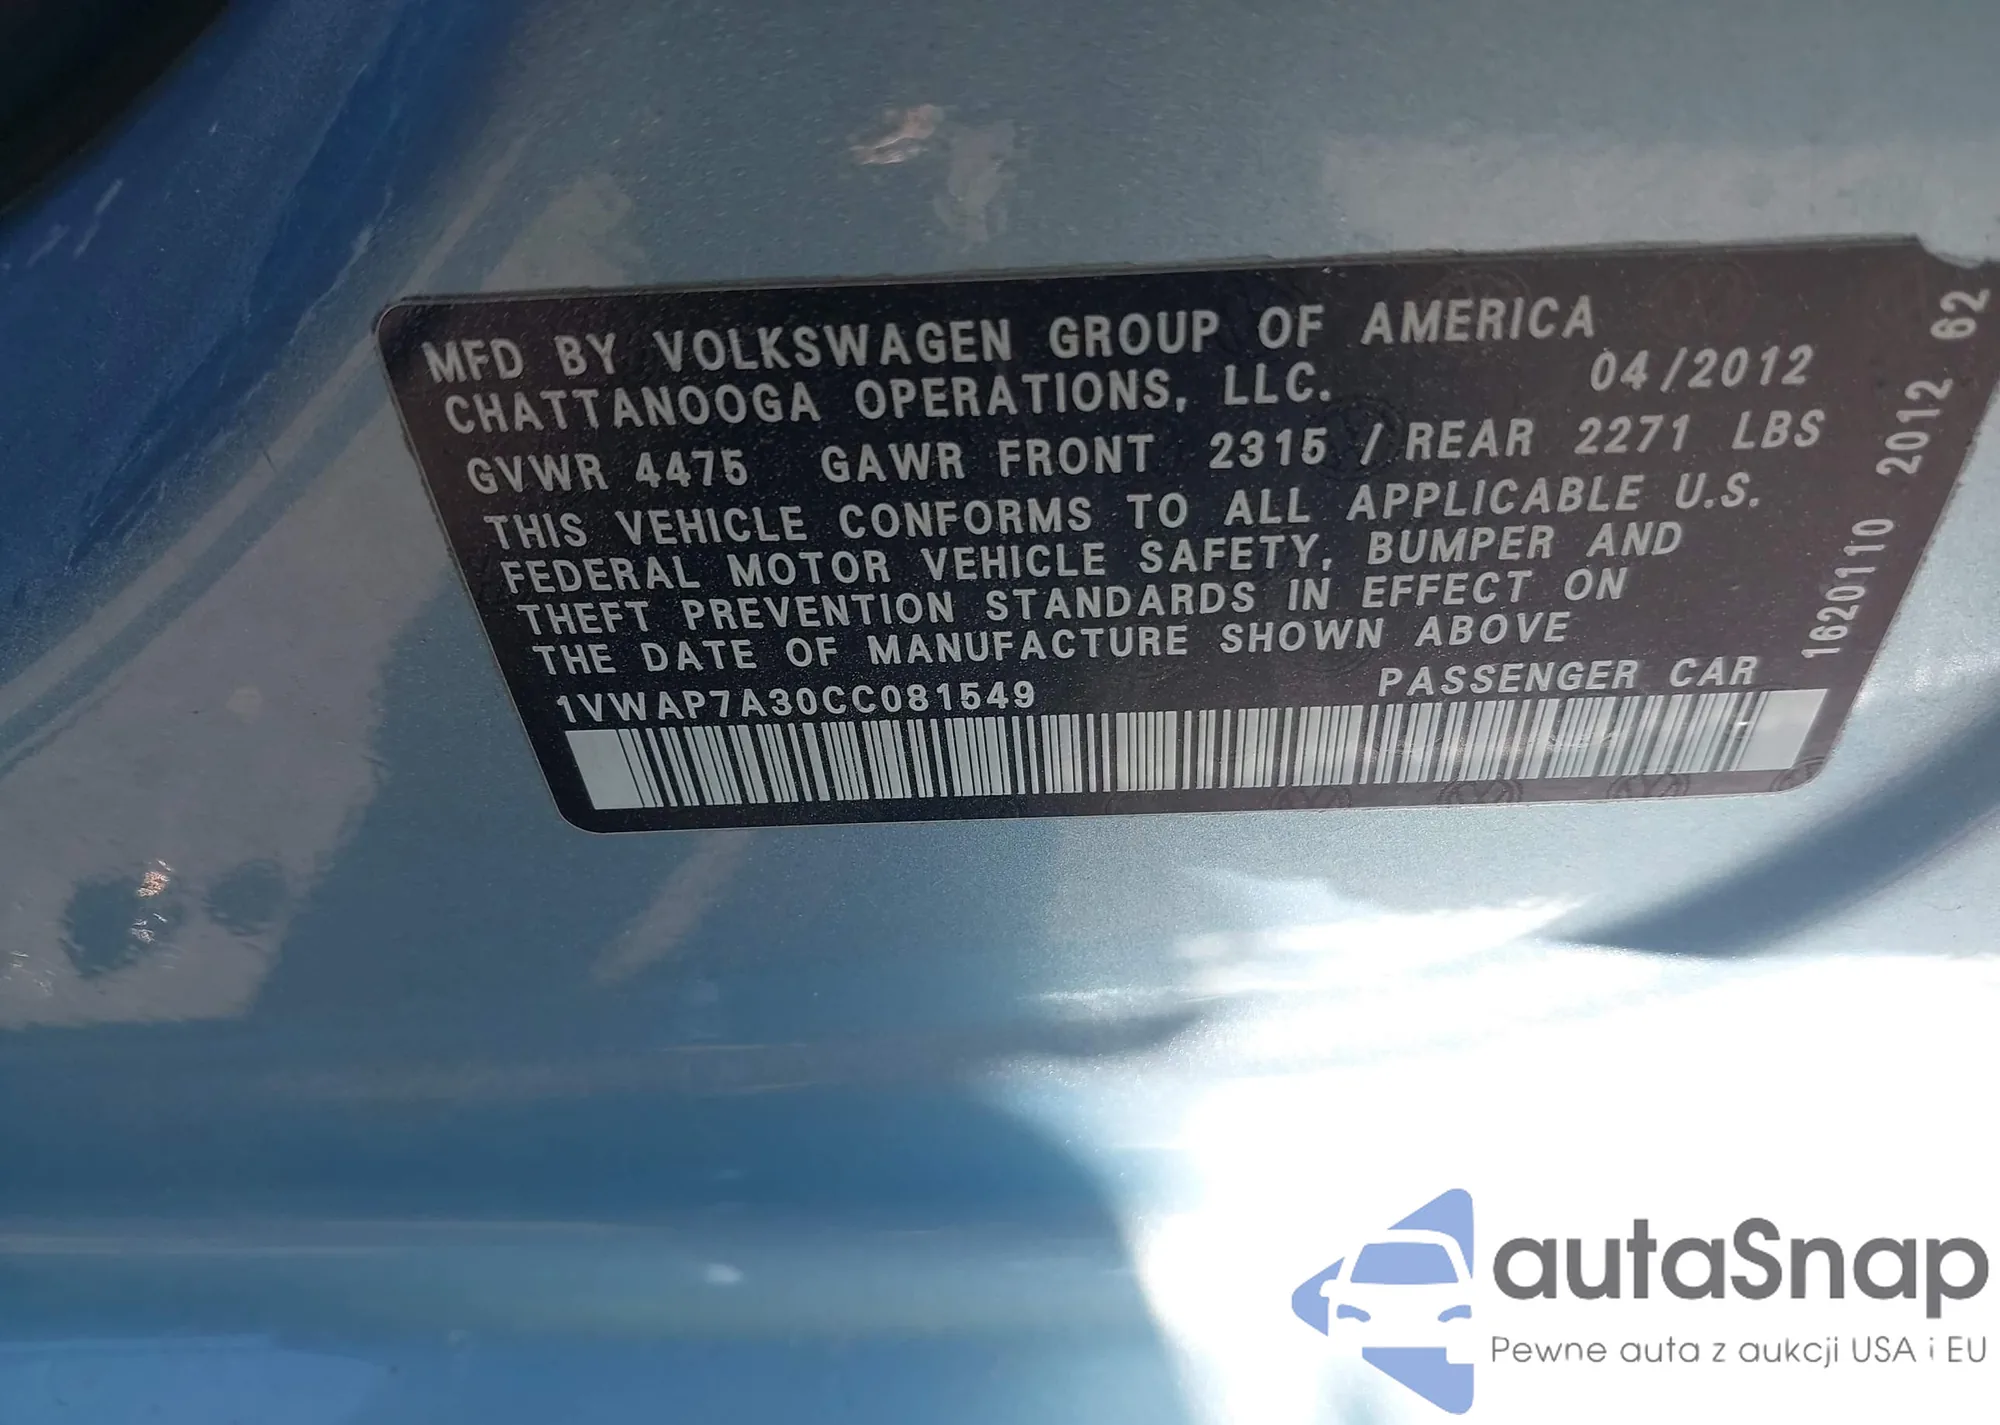 MFD BY VOLKSWAGEN GROUP OF AMERICA
CHATTANOOGA OPERATIONS, LLC. 04/2012
GVWR 4475 GAWR FRONT 2315 / REAR 2271 LBS
THIS VEHICLE CONFORMS TO ALL APPLICABLE U.S.
FEDERAL MOTOR VEHICLE SAFETY, BUMPER AND
THEFT PREVENTION STANDARDS IN EFFECT ON
THE DATE OF MANUFACTURE SHOWN ABOVE
1VWAP7A30CC081549 PASSENGER CAR
1620110 2012 62
autaSnap
Pewne auta z aukcji USA i EU